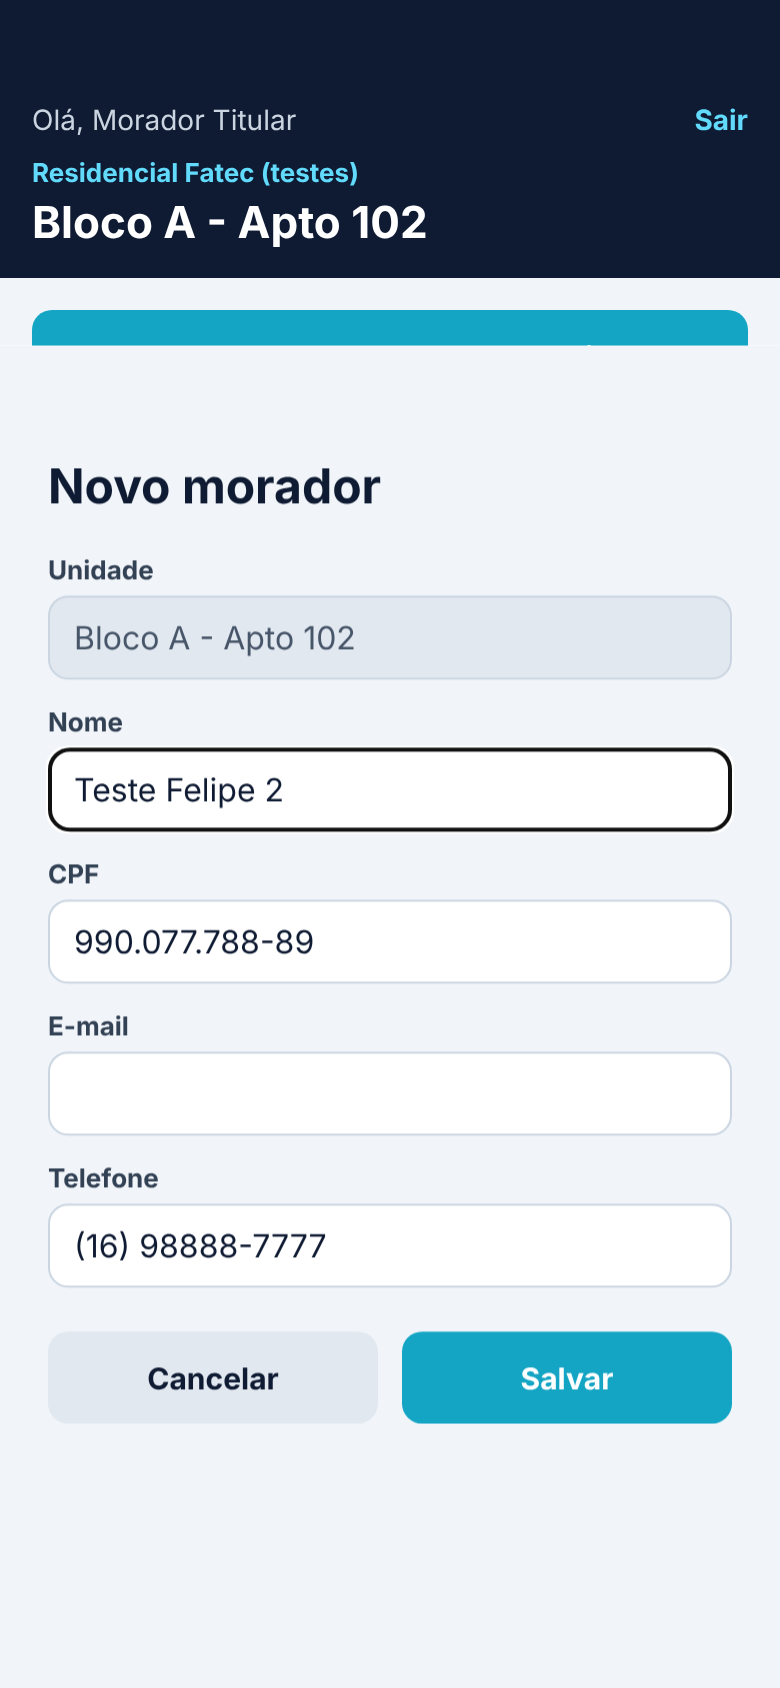 Olá, Morador Titular
Sair
Residencial Fatec (testes)
Bloco A - Apto 102
Novo morador
Unidade
Bloco A - Apto 102
Nome
Teste Felipe 2
CPF
990.077.788-89
E-mail
Telefone
(16) 98888-7777
Cancelar
Salvar